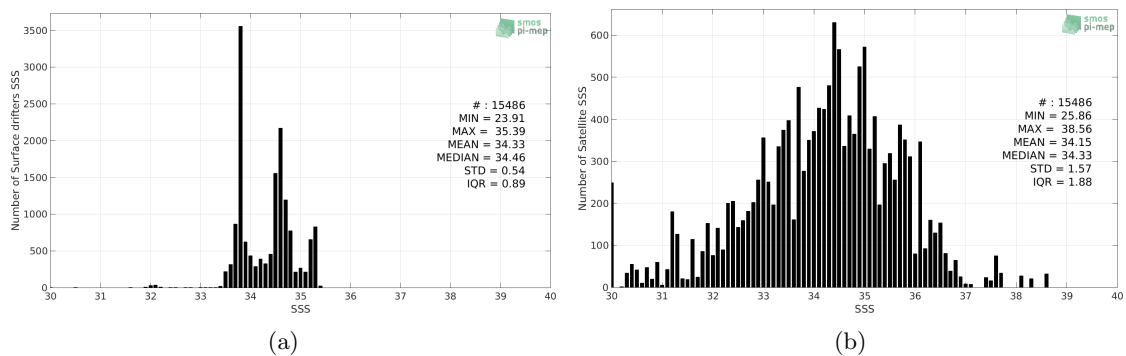 3500
3000
2500
2000
1500
1000
500
0
Number of Surface drifters SSS
smos
pi-mep
# : 15486
MIN = 23.91
MAX = 35.39
MEAN = 34.33
MEDIAN = 34.46
STD = 0.54
IQR = 0.89
30 31 32 33 34 35 36 37 38 39 40
SSS
(a)
600
500
400
300
200
100
0
Number of Satellite SSS
smos
pi-mep
# : 15486
MIN = 25.86
MAX = 38.56
MEAN = 34.15
MEDIAN = 34.33
STD = 1.57
IQR = 1.88
30 31 32 33 34 35 36 37 38 39 40
SSS
(b)